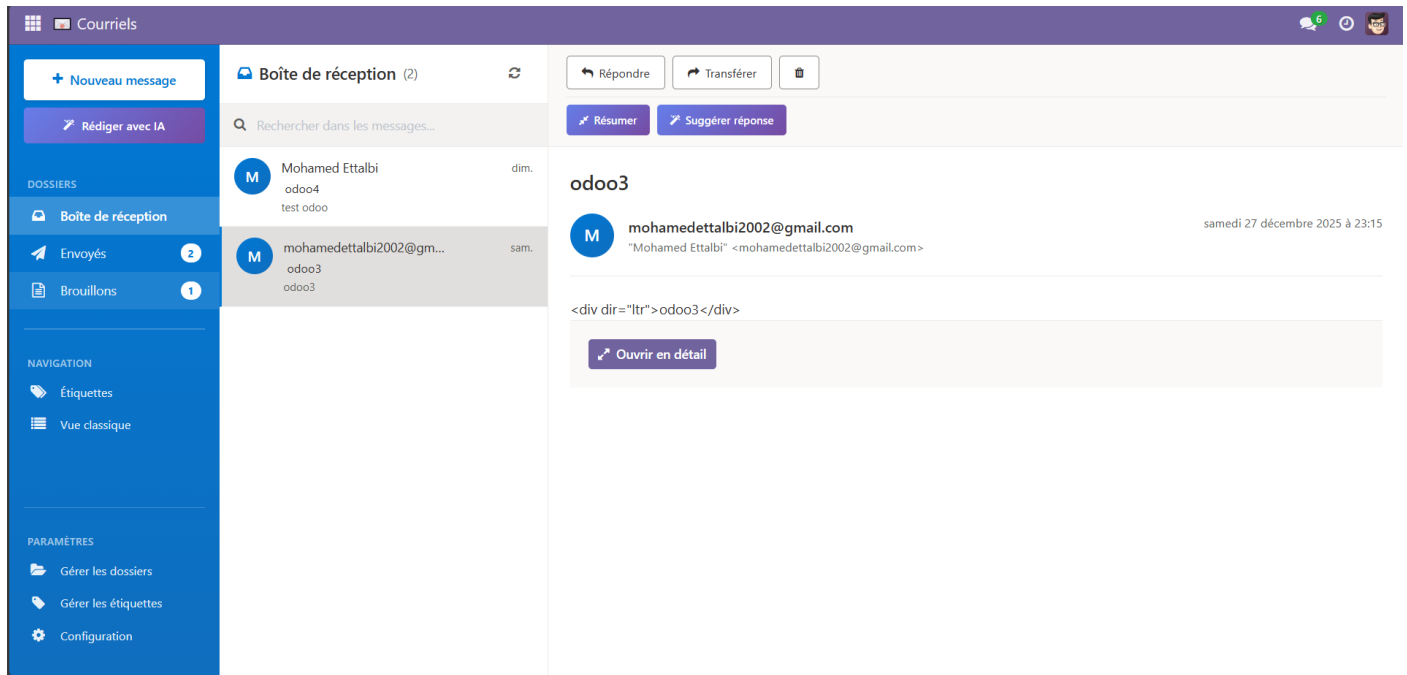 Courriels
6
Nouveau message
Rédiger avec IA
DOSSIERS
Boîte de réception
Envoyés 2
Brouillons 1
NAVIGATION
Étiquettes
Vue classique
PARAMÈTRES
Gérer les dossiers
Gérer les étiquettes
Configuration
Boîte de réception (2)
Rechercher dans les messages...
M
Mohamed Ettalbi dim.
odoo4
test odoo
M
mohamedettalbi2002@gm... sam.
odoo3
odoo3
Répondre Transférer
Résumer Suggérer réponse
odoo3
M
mohamedettalbi2002@gmail.com samedi 27 décembre 2025 à 23:15
"Mohamed Ettalbi" <mohamedettalbi2002@gmail.com>
<div dir="ltr">odoo3</div>
Ouvrir en détail